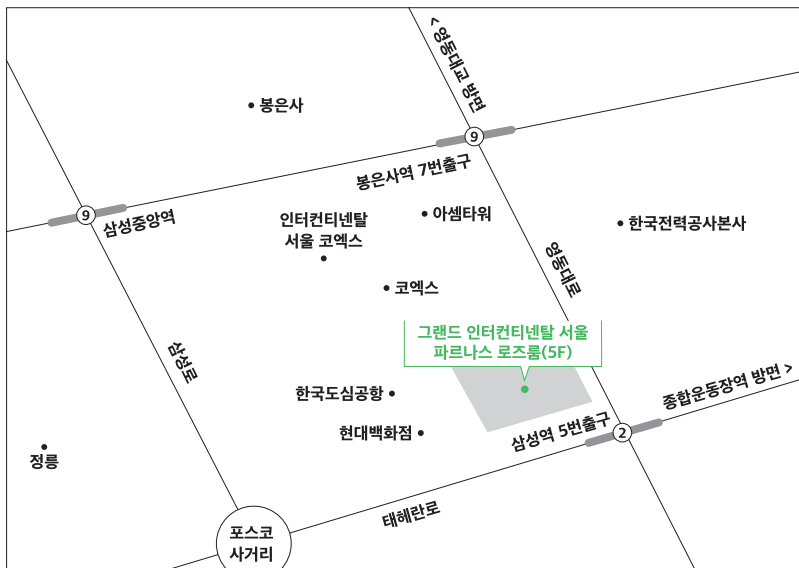 < 영동대교 방면
봉은사
9
봉은사역 7번출구
9
삼성중앙역
인터컨티넨탈
서울 코엑스
아셈타워
한국전력공사본사
영동대로
코엑스
그랜드 인터컨티넨탈 서울
파르나스 로즈룸(5F)
삼성로
한국도심공항
종합운동장역 방면 >
현대백화점
삼성역 5번출구
2
정릉
태헤란로
포스코
사거리